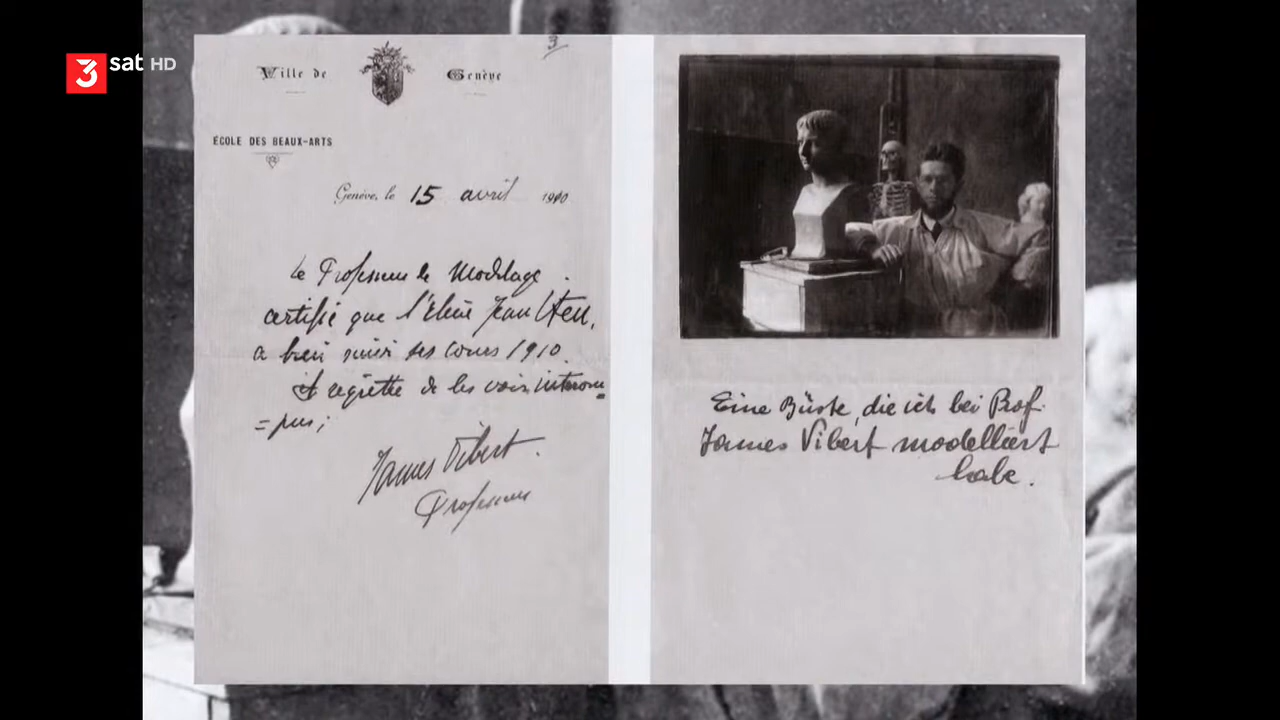 3sat HD
3
Ville de Genève
ÉCOLE DES BEAUX-ARTS
Genève, le 15 avril 1910
Le Professeur de Modelage
certifie que l'élève Jean Itten,
a bien suivi ses cours 1910.
Il regrette de les voir interrom=
=pus;
James Vibert.
Professeur
Eine Büste, die ich bei Prof.
James Vibert modelliert
habe.